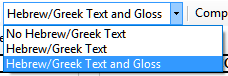 Hebrew/Greek Text and Gloss Comp
No Hebrew/Greek Text
Hebrew/Greek Text
Hebrew/Greek Text and Gloss